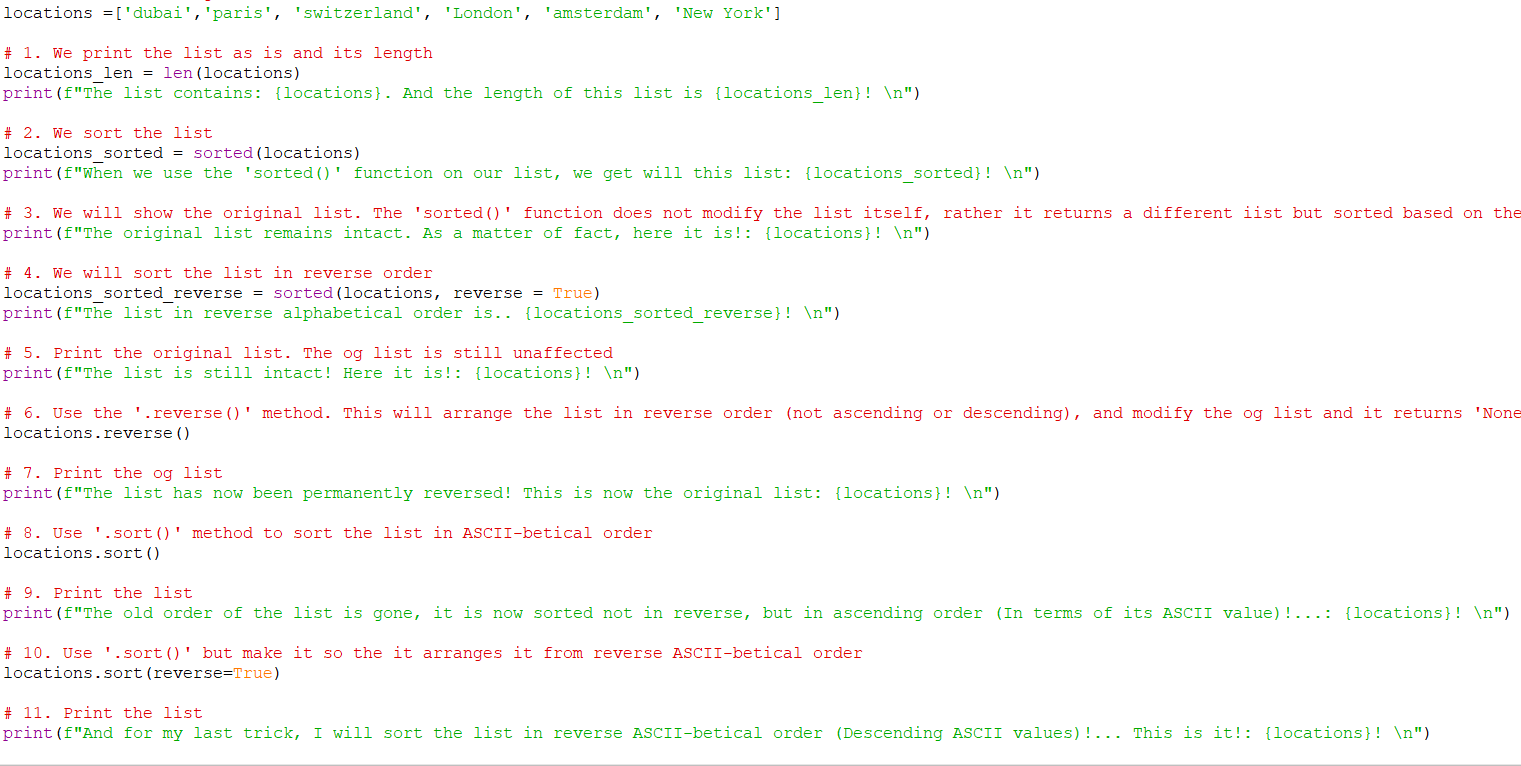 locations =['dubai','paris', 'switzerland', 'London', 'amsterdam', 'New York']
# 1. We print the list as is and its length
locations_len = len(locations)
print(f"The list contains: {locations}. And the length of this list is {locations_len}! \n")
# 2. We sort the list
locations_sorted = sorted(locations)
print(f"When we use the 'sorted()' function on our list, we get will this list: {locations_sorted}! \n")
# 3. We will show the original list. The 'sorted()' function does not modify the list itself, rather it returns a different iist but sorted based on the
print(f"The original list remains intact. As a matter of fact, here it is!: {locations}! \n")
# 4. We will sort the list in reverse order
locations_sorted_reverse = sorted(locations, reverse = True)
print(f"The list in reverse alphabetical order is.. {locations_sorted_reverse}! \n")
# 5. Print the original list. The og list is still unaffected
print(f"The list is still intact! Here it is!: {locations}! \n")
# 6. Use the '.reverse()' method. This will arrange the list in reverse order (not ascending or descending), and modify the og list and it returns 'None
locations.reverse()
# 7. Print the og list
print(f"The list has now been permanently reversed! This is now the original list: {locations}! \n")
# 8. Use '.sort()' method to sort the list in ASCII-betical order
locations.sort()
# 9. Print the list
print(f"The old order of the list is gone, it is now sorted not in reverse, but in ascending order (In terms of its ASCII value)!...: {locations}! \n")
# 10. Use '.sort()' but make it so the it arranges it from reverse ASCII-betical order
locations.sort(reverse=True)
# 11. Print the list
print(f"And for my last trick, I will sort the list in reverse ASCII-betical order (Descending ASCII values)!... This is it!: {locations}! \n")